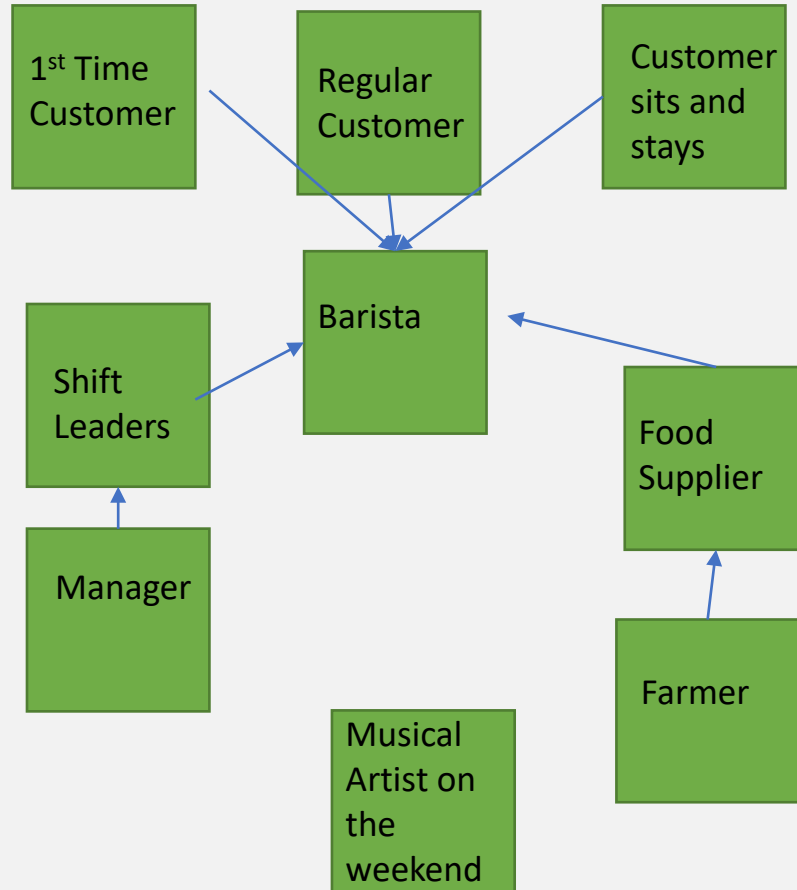 1st Time
Customer
Regular
Customer
Customer
sits and
stays
Barista
Shift
Leaders
Food
Supplier
Manager
Farmer
Musical
Artist on
the
weekend